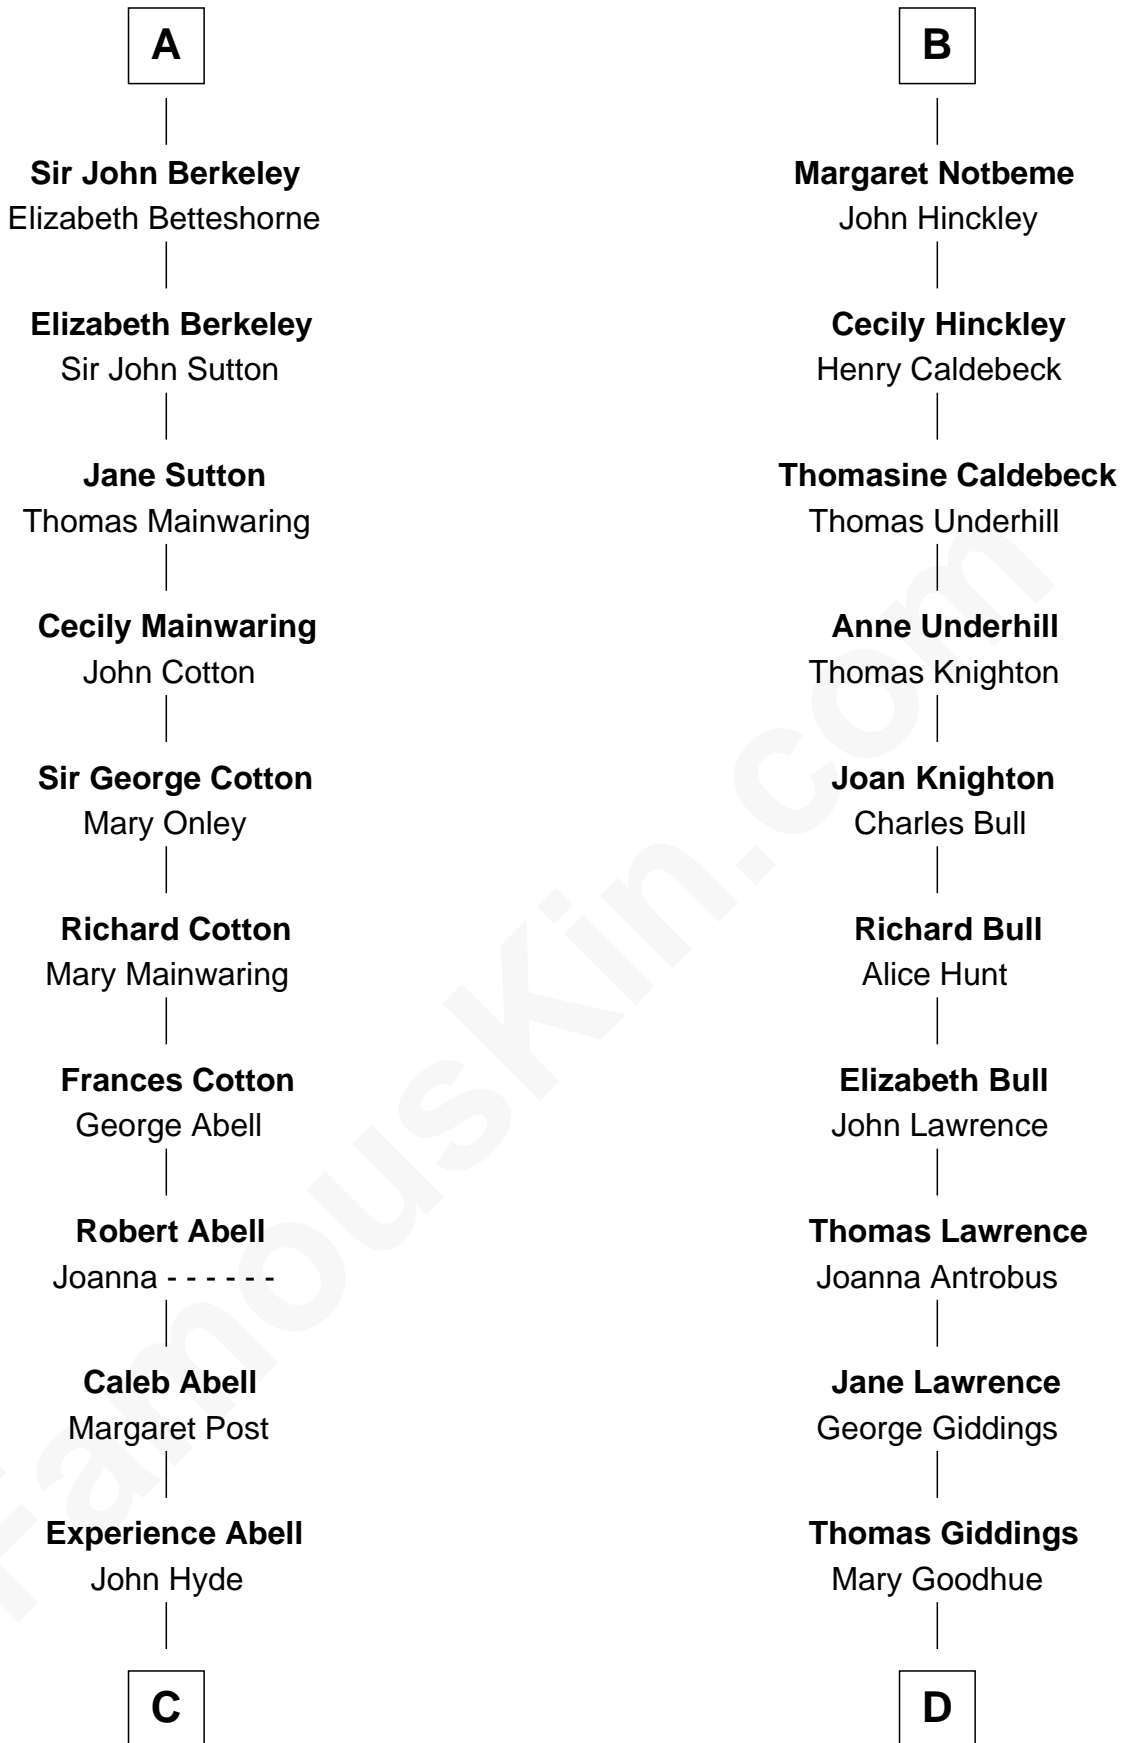 A
Sir John Berkeley
Elizabeth Betteshorne
Elizabeth Berkeley
Sir John Sutton
Jane Sutton
Thomas Mainwaring
Cecily Mainwaring
John Cotton
Sir George Cotton
Mary Onley
Richard Cotton
Mary Mainwaring
Frances Cotton
George Abell
Robert Abell
Joanna - - - - - -
Caleb Abell
Margaret Post
Experience Abell
John Hyde
C
B
Margaret Notbeme
John Hinckley
Cecily Hinckley
Henry Caldebeck
Thomasine Caldebeck
Thomas Underhill
Anne Underhill
Thomas Knighton
Joan Knighton
Charles Bull
Richard Bull
Alice Hunt
Elizabeth Bull
John Lawrence
Thomas Lawrence
Joanna Antrobus
Jane Lawrence
George Giddings
Thomas Giddings
Mary Goodhue
D
FamousKin.com